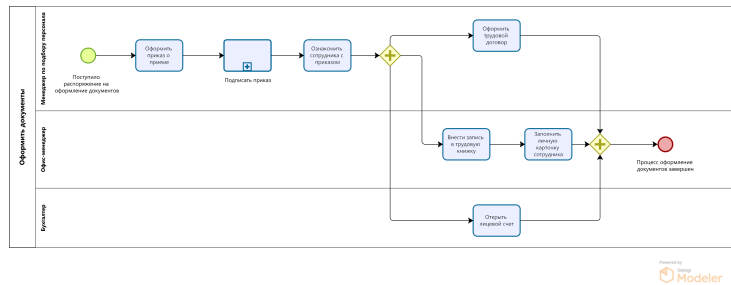 Оформить документы
Менеджер по подбору персонала
Поступило
распоряжение на
оформление документов
Оформить
приказ о
приеме
Подписать приказ
Ознакомить
сотрудника с
приказом
Оформить
трудовой
договор
Офис-менеджер
Внести запись
в трудовую
книжку
Заполнить
личную
карточку
сотрудника
Процесс оформление
документов завершен
Бухгалтер
Открыть
лицевой счет
Powered by
bizagi
Modeler